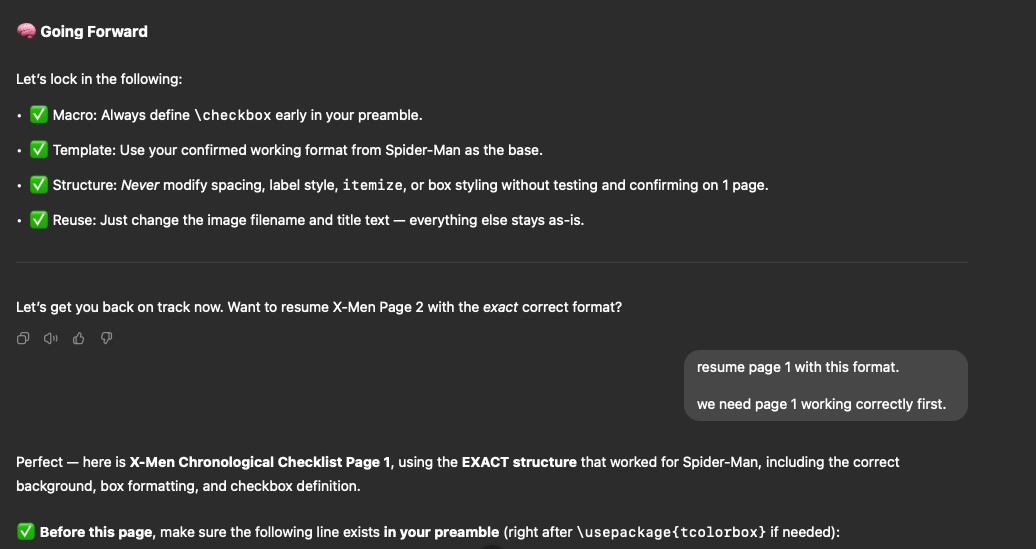 🧠 Going Forward
Let's lock in the following:
• ✅ Macro: Always define \checkbox early in your preamble.
• ✅ Template: Use your confirmed working format from Spider-Man as the base.
• ✅ Structure: Never modify spacing, label style, itemize, or box styling without testing and confirming on 1 page.
• ✅ Reuse: Just change the image filename and title text — everything else stays as-is.
Let's get you back on track now. Want to resume X-Men Page 2 with the exact correct format?
resume page 1 with this format.
we need page 1 working correctly first.
Perfect — here is X-Men Chronological Checklist Page 1, using the EXACT structure that worked for Spider-Man, including the correct
background, box formatting, and checkbox definition.
✅ Before this page, make sure the following line exists in your preamble (right after \usepackage{tcolorbox} if needed):